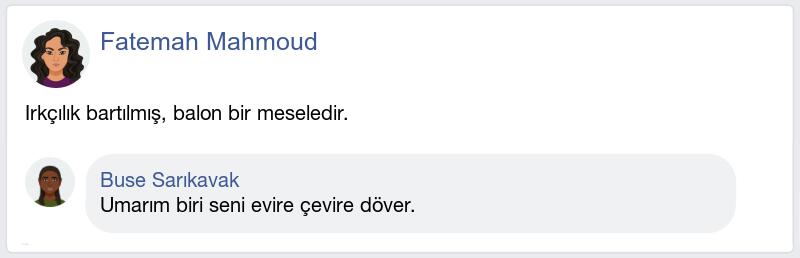 Fatemah Mahmoud
Irkçılık bartılmış, balon bir meseledir.
Buse Sarıkavak
Umarım biri seni evire çevire döver.